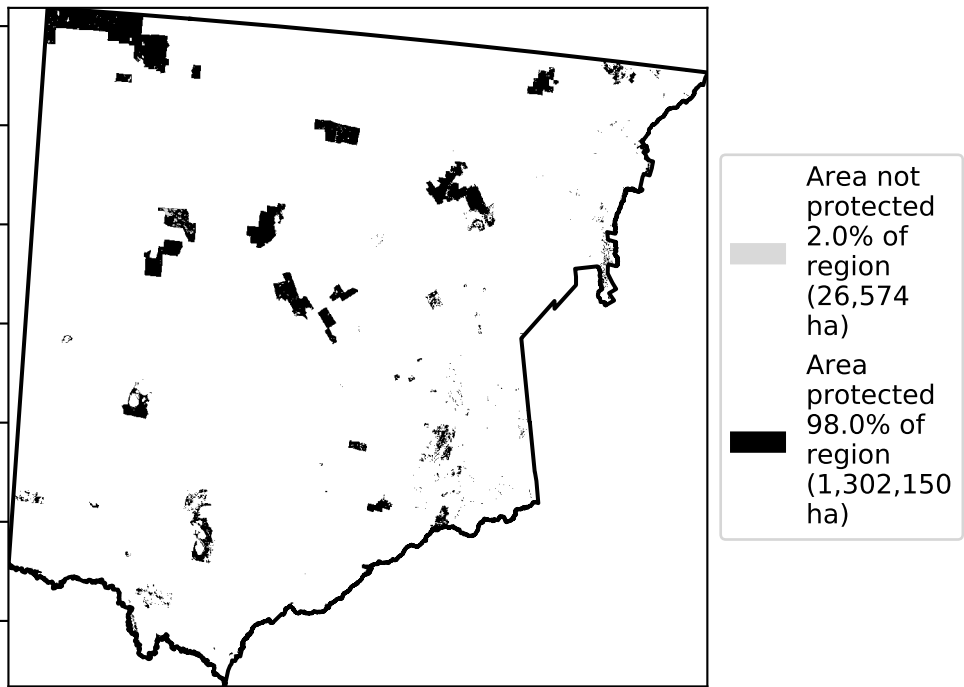 Area not
protected
2.0% of
region
(26,574
ha)
Area
protected
98.0% of
region
(1,302,150
ha)